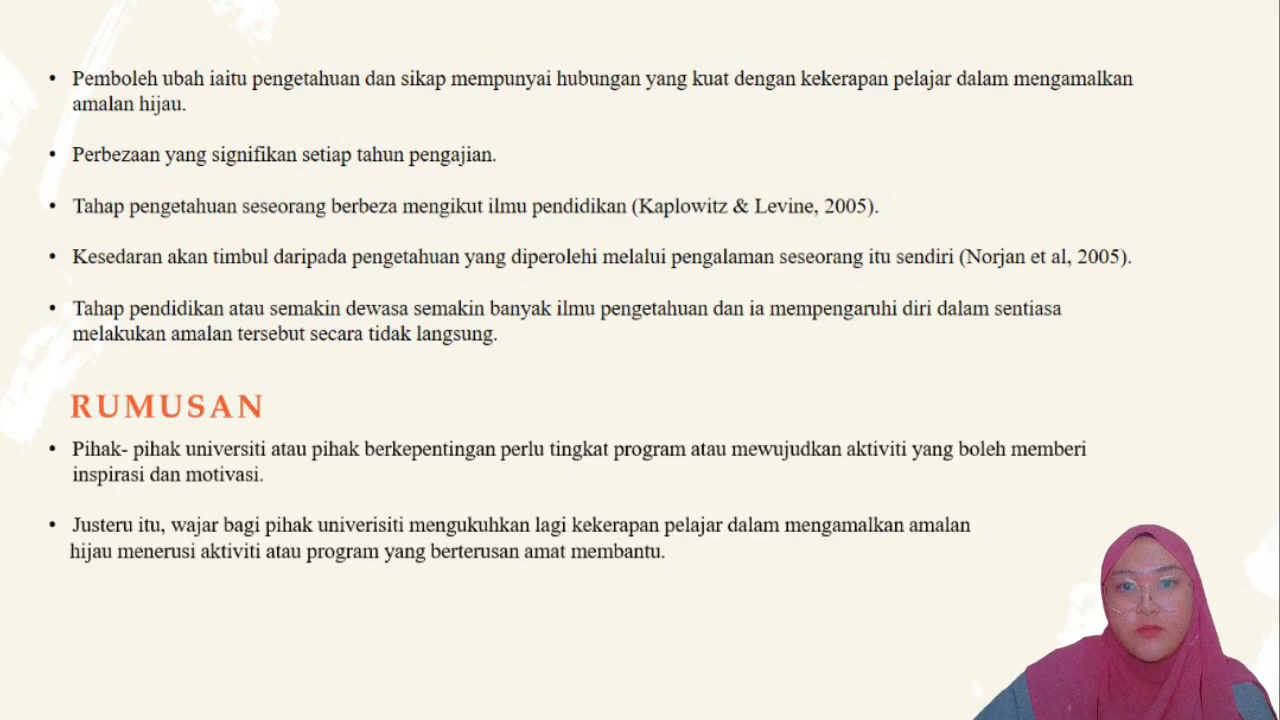 • Pemboleh ubah iaitu pengetahuan dan sikap mempunyai hubungan yang kuat dengan kekerapan pelajar dalam mengamalkan
amalan hijau.
• Perbezaan yang signifikan setiap tahun pengajian.
• Tahap pengetahuan seseorang berbeza mengikut ilmu pendidikan (Kaplowitz & Levine, 2005).
• Kesedaran akan timbul daripada pengetahuan yang diperolehi melalui pengalaman seseorang itu sendiri (Norjan et al, 2005).
• Tahap pendidikan atau semakin dewasa semakin banyak ilmu pengetahuan dan ia mempengaruhi diri dalam sentiasa
melakukan amalan tersebut secara tidak langsung.
RUMUSAN
• Pihak- pihak universiti atau pihak berkepentingan perlu tingkat program atau mewujudkan aktiviti yang boleh memberi
inspirasi dan motivasi.
• Justeru itu, wajar bagi pihak univerisiti mengukuhkan lagi kekerapan pelajar dalam mengamalkan amalan
hijau menerusi aktiviti atau program yang berterusan amat membantu.